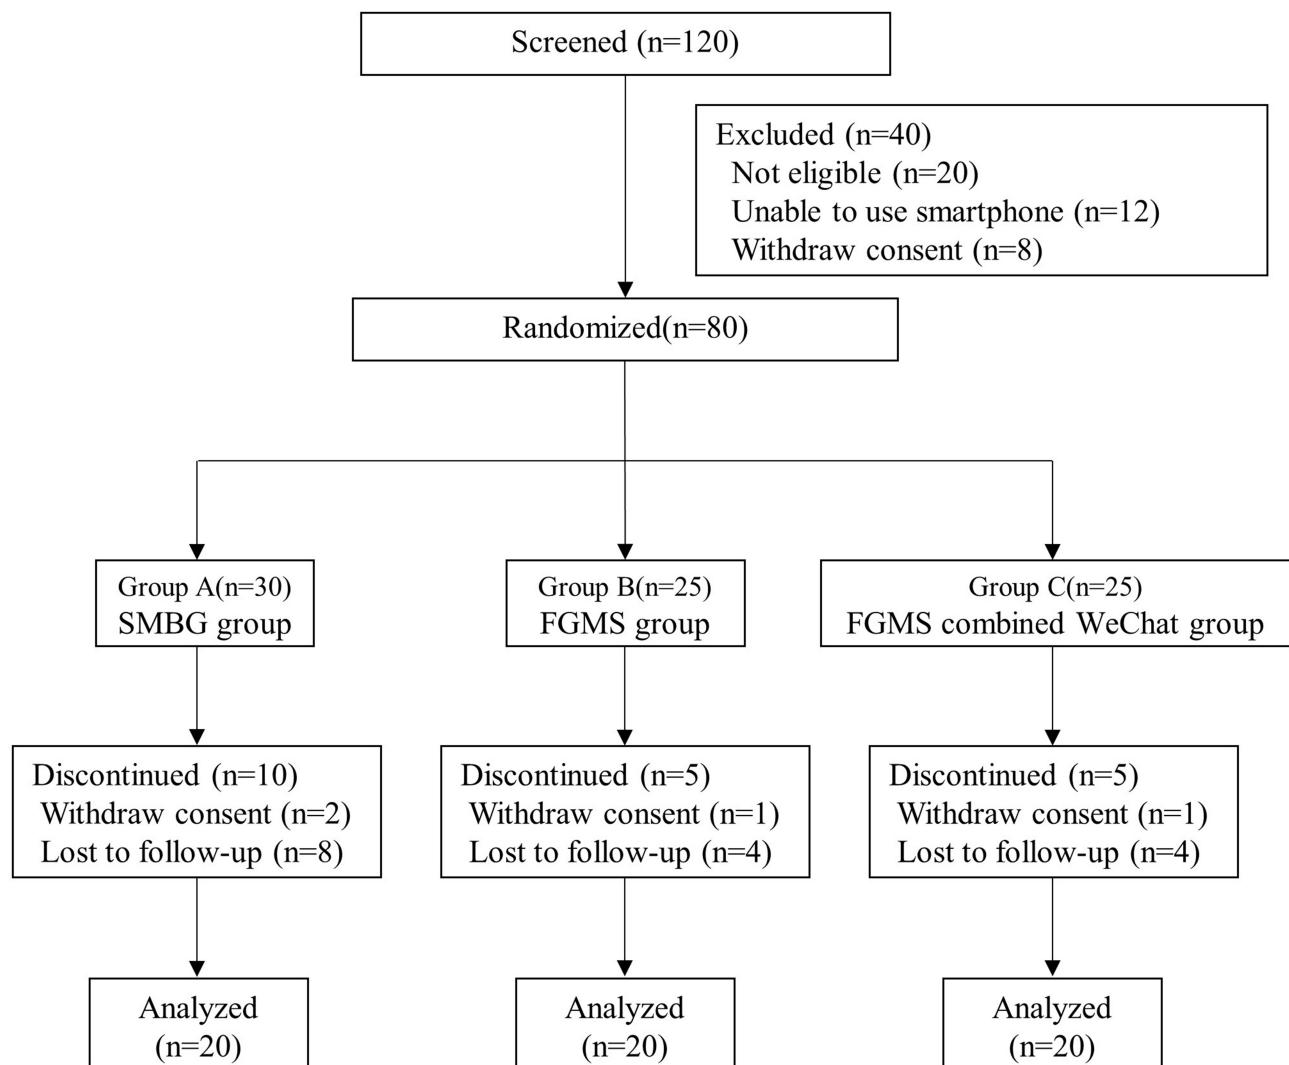 Screened (n=120)
Excluded (n=40)
Not eligible (n=20)
Unable to use smartphone (n=12)
Withdraw consent (n=8)
Randomized(n=80)
Group A(n=30)
SMBG group
Group B(n=25)
FGMS group
Group C(n=25)
FGMS combined WeChat group
Discontinued (n=10)
Withdraw consent (n=2)
Lost to follow-up (n=8)
Discontinued (n=5)
Withdraw consent (n=1)
Lost to follow-up (n=4)
Discontinued (n=5)
Withdraw consent (n=1)
Lost to follow-up (n=4)
Analyzed
(n=20)
Analyzed
(n=20)
Analyzed
(n=20)